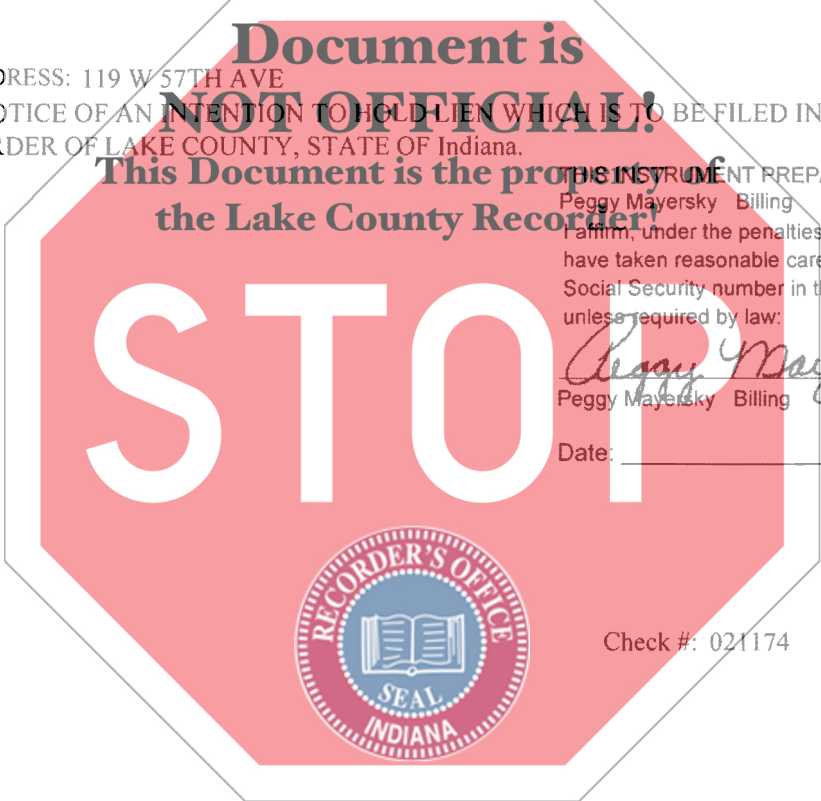 Document is
DRESS: 119 W 57TH AVE
NOT OFFICIAL!
OTICE OF AN INTENTION TO HOLD LIEN WHICH IS TO BE FILED IN
RDER OF LAKE COUNTY, STATE OF Indiana.
This Document is the property of
the Lake County Recorder!
THIS INSTRUMENT PREP
Peggy Mayersky Billing
I affirm, under the penalties
have taken reasonable care
Social Security number in t
unless required by law:
Peggy May
Peggy Mayersky Billing
Date:
STOP
RECORDER'S OFFICE
SEAL
INDIANA
Check #: 021174